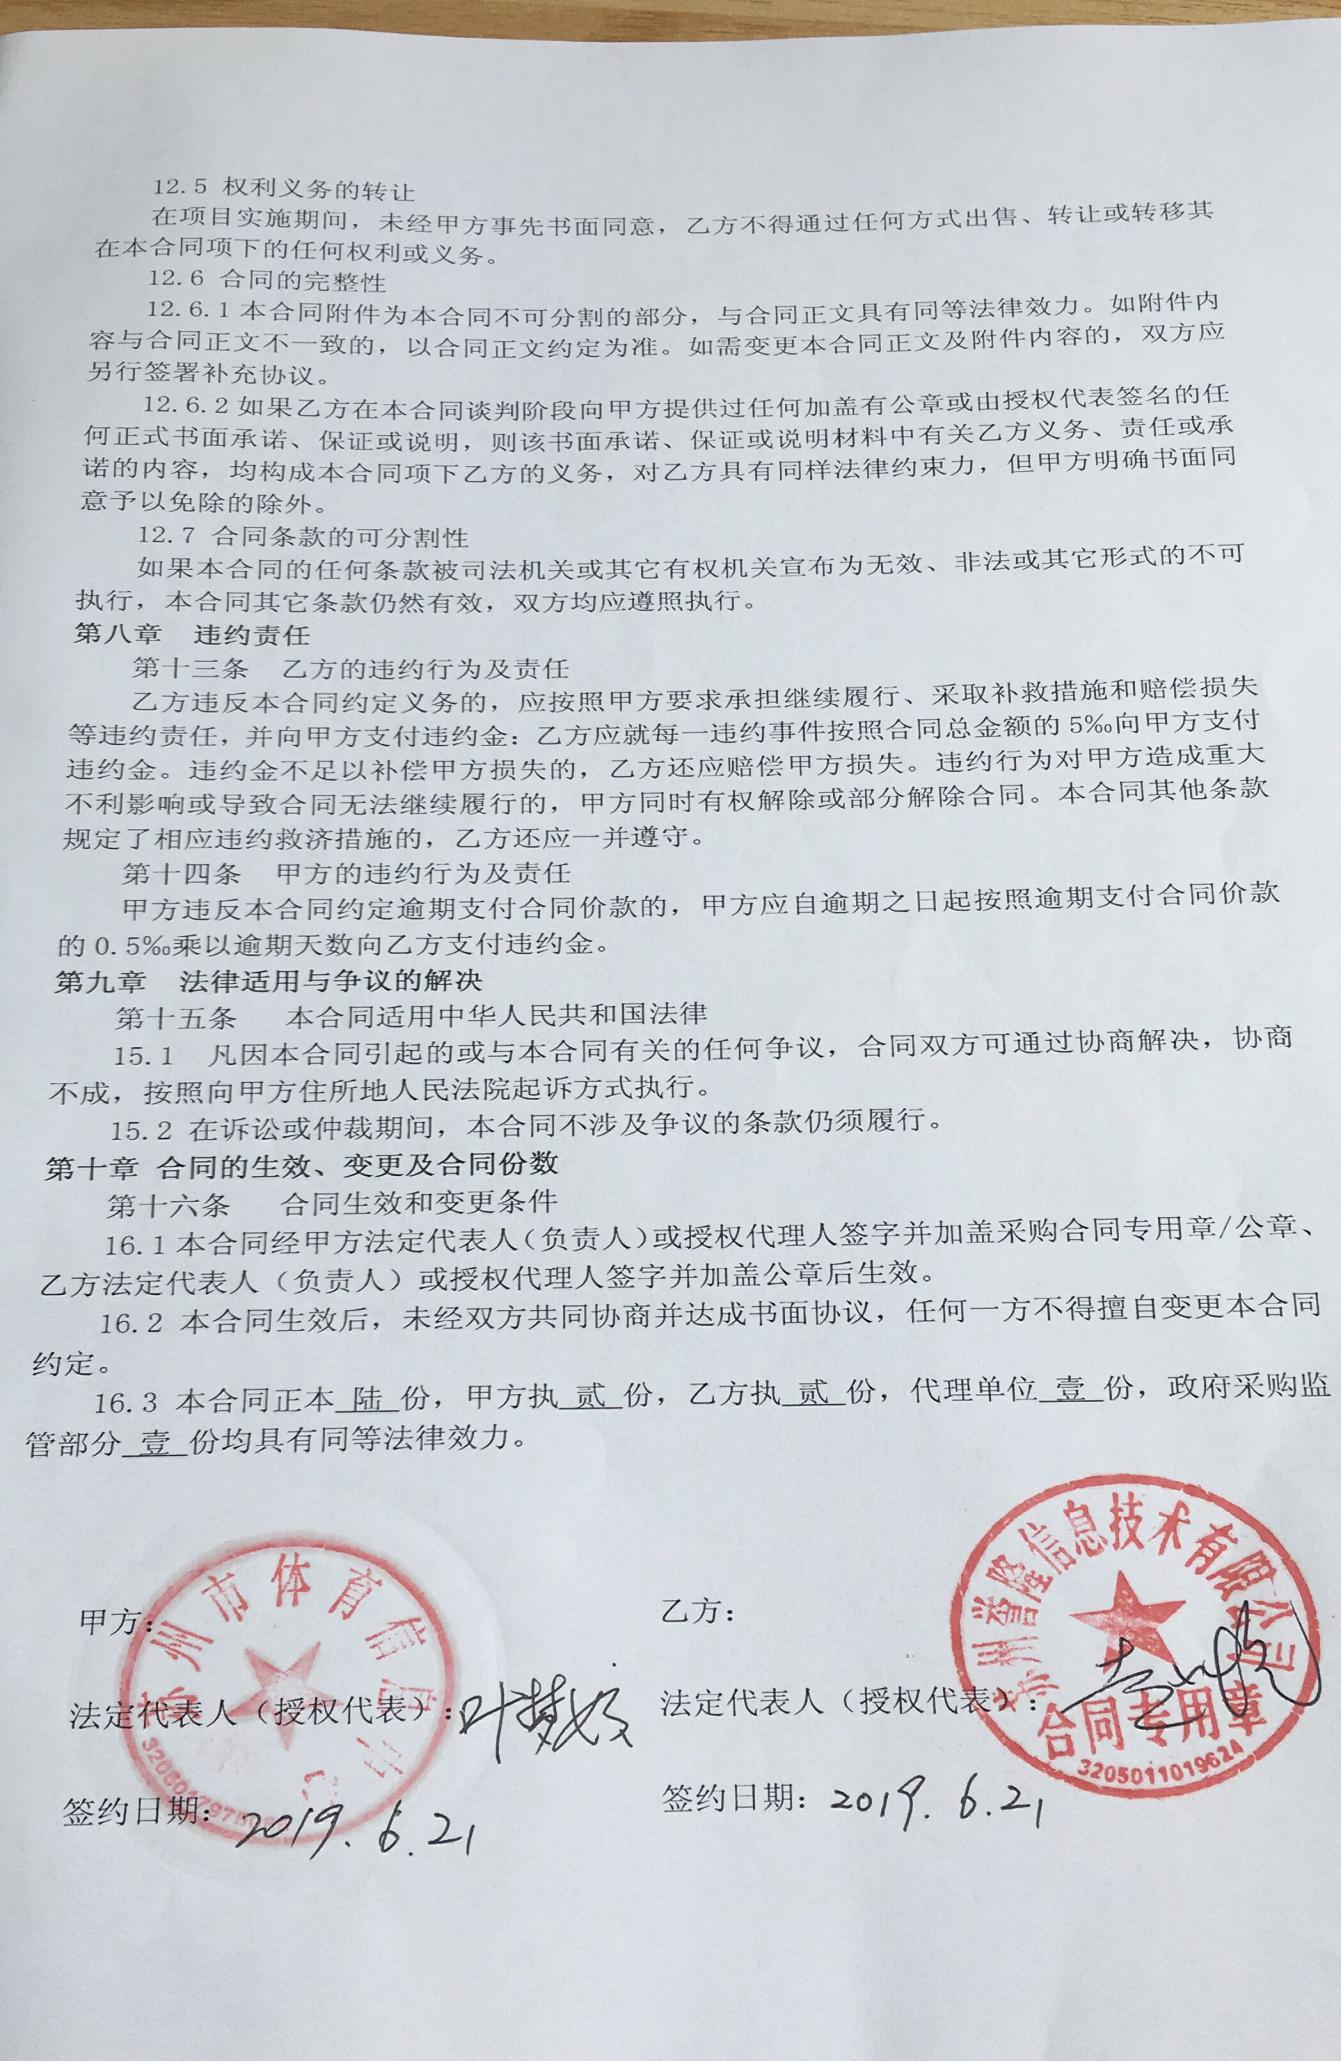 12.5 权利义务的转让
在项目实施期间，未经甲方事先书面同意，乙方不得通过任何方式出售、转让或转移其
在本合同项下的任何权利或义务。
12.6 合同的完整性
12.6.1本合同附件为本合同不可分割的部分，与合同正文具有同等法律效力。如附件内
容与合同正文不一致的，以合同正文约定为准。如需变更本合同正文及附件内容的，双方应
另行签署补充协议。
12.6.2如果乙方在本合同谈判阶段向甲方提供过任何加盖有公章或由授权代表签名的任
何正式书面承诺、保证或说明，则该书面承诺、保证或说明材料中有关乙方义务、责任或承
诺的内容，均构成本合同项下乙方的义务，对乙方具有同样法律约束力，但甲方明确书面同
意予以免除的除外。
12.7 合同条款的可分割性
如果本合同的任何条款被司法机关或其它有权机关宣布为无效、非法或其它形式的不可
执行，本合同其它条款仍然有效，双方均应遵照执行。
第八章 违约责任
第十三条 乙方的违约行为及责任
乙方违反本合同约定义务的，应按照甲方要求承担继续履行、采取补救措施和赔偿损失
等违约责任，并向甲方支付违约金：乙方应就每一违约事件按照合同总金额的5‰向甲方支付
违约金。违约金不足以补偿甲方损失的，乙方还应赔偿甲方损失。违约行为对甲方造成重大
不利影响或导致合同无法继续履行的，甲方同时有权解除或部分解除合同。本合同其他条款
规定了相应违约救济措施的，乙方还应一并遵守。
第十四条 甲方的违约行为及责任
甲方违反本合同约定逾期支付合同价款的，甲方应自逾期之日起按照逾期支付合同价款
的0.5‰乘以逾期天数向乙方支付违约金。
第九章 法律适用与争议的解决
第十五条 本合同适用中华人民共和国法律
15.1 凡因本合同引起的或与本合同有关的任何争议，合同双方可通过协商解决，协商
不成，按照向甲方住所地人民法院起诉方式执行。
15.2 在诉讼或仲裁期间，本合同不涉及争议的条款仍须履行。
第十章 合同的生效、变更及合同份数
第十六条 合同生效和变更条件
16.1本合同经甲方法定代表人（负责人）或授权代理人签字并加盖采购合同专用章/公章、
乙方法定代表人（负责人）或授权代理人签字并加盖公章后生效。
16.2 本合同生效后，未经双方共同协商并达成书面协议，任何一方不得擅自变更本合同
约定。
16.3 本合同正本 陆 份，甲方执 贰 份，乙方执 贰 份，代理单位 壹 份，政府采购监
管部分 壹 份均具有同等法律效力。
苏州市体育信息中心
苏州誉隆信息技术有限公司
合同专用章
3205011019624
甲方：
乙方：
法定代表人（授权代表）：
法定代表人（授权代表）：
签约日期：2019.6.21
签约日期：2019.6.21